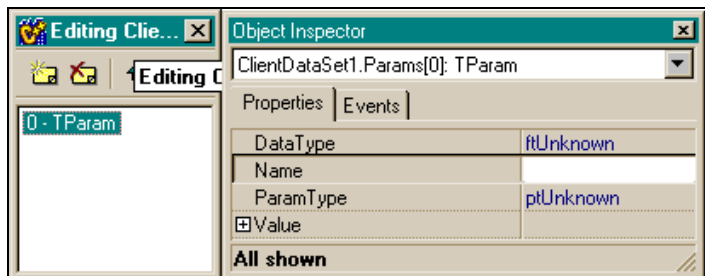 Editing Clie...
Editing C
0 - TParam
Object Inspector
ClientDataSet1.Params[0]: TParam
Properties Events
DataType ftUnknown
Name
ParamType ptUnknown
Value
All shown